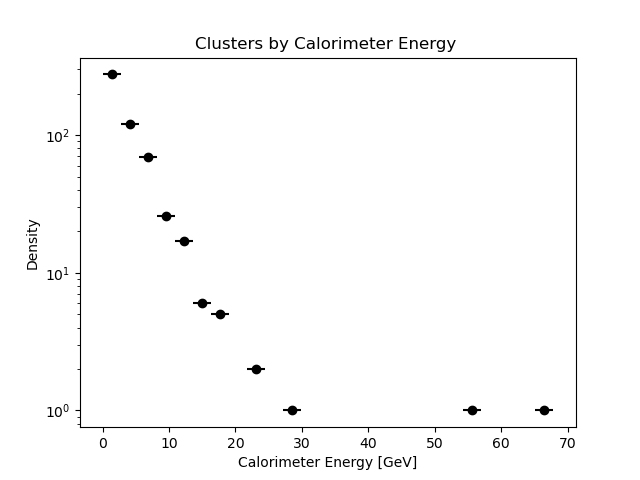 Clusters by Calorimeter Energy
Density
10²
10¹
10⁰
0 10 20 30 40 50 60 70
Calorimeter Energy [GeV]